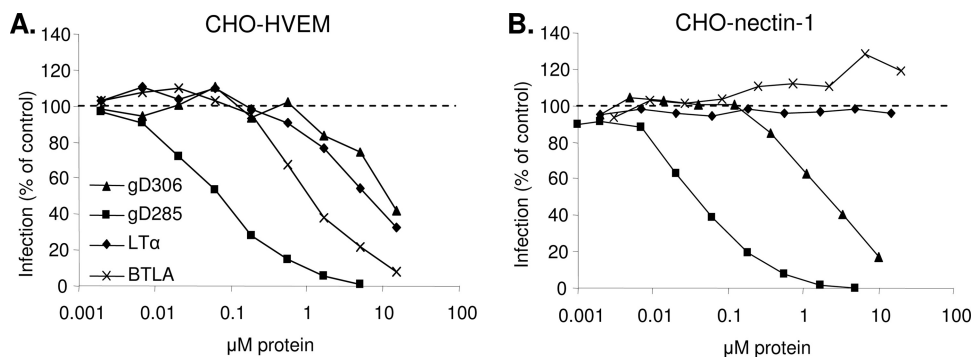 A.
CHO-HVEM
Infection (% of control)
140
120
100
80
60
40
20
0
gD306
gD285
LTα
BTLA
0.001
0.01
0.1
1
10
100
µM protein
B.
CHO-nectin-1
Infection (% of control)
140
120
100
80
60
40
20
0
0.001
0.01
0.1
1
10
100
µM protein